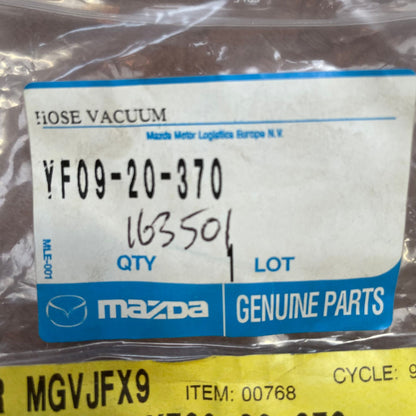 HOSE VACUUM
Mazda Motor Logistics Europe N.V.
YF09-20-370
163501
QTY 1 LOT
MLE-001
mazda GENUINE PARTS
R MGVJFX9 ITEM: 00768 CYCLE: 9